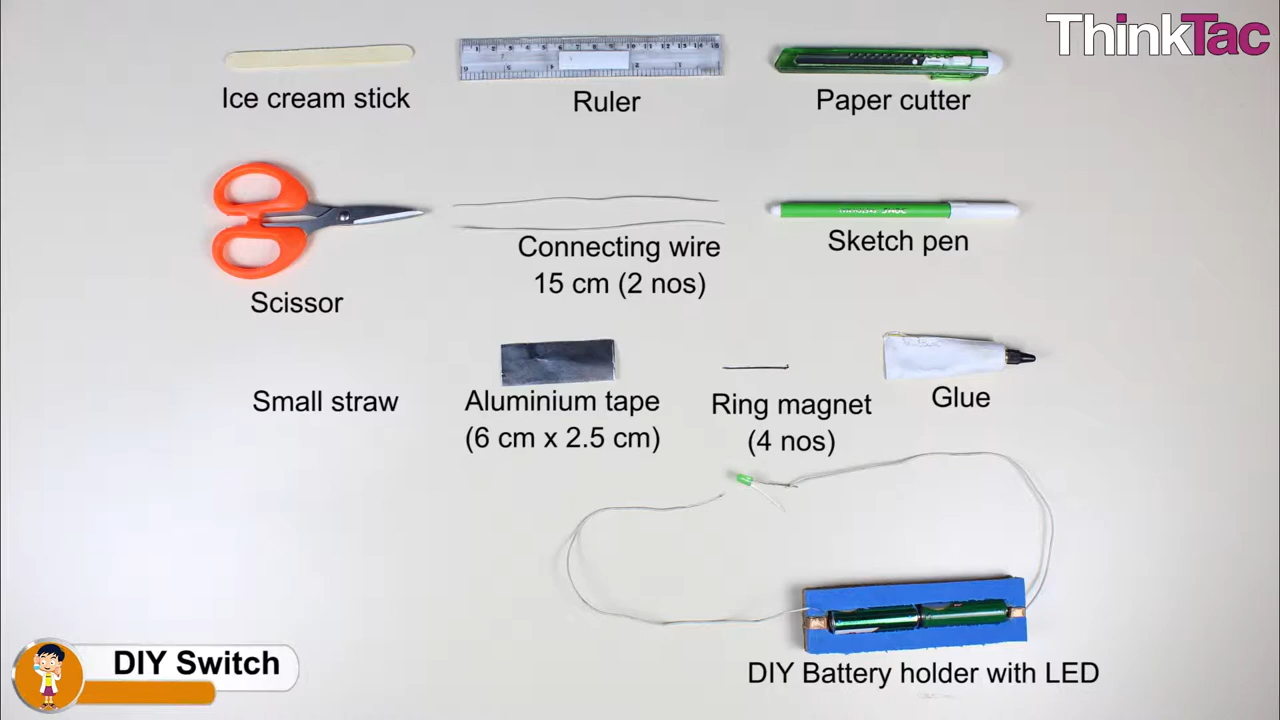 ThinkTac
Ice cream stick
Ruler
Paper cutter
Scissor
Connecting wire
15 cm (2 nos)
Sketch pen
Small straw
Aluminium tape
(6 cm x 2.5 cm)
Ring magnet
(4 nos)
Glue
DIY Battery holder with LED
DIY Switch